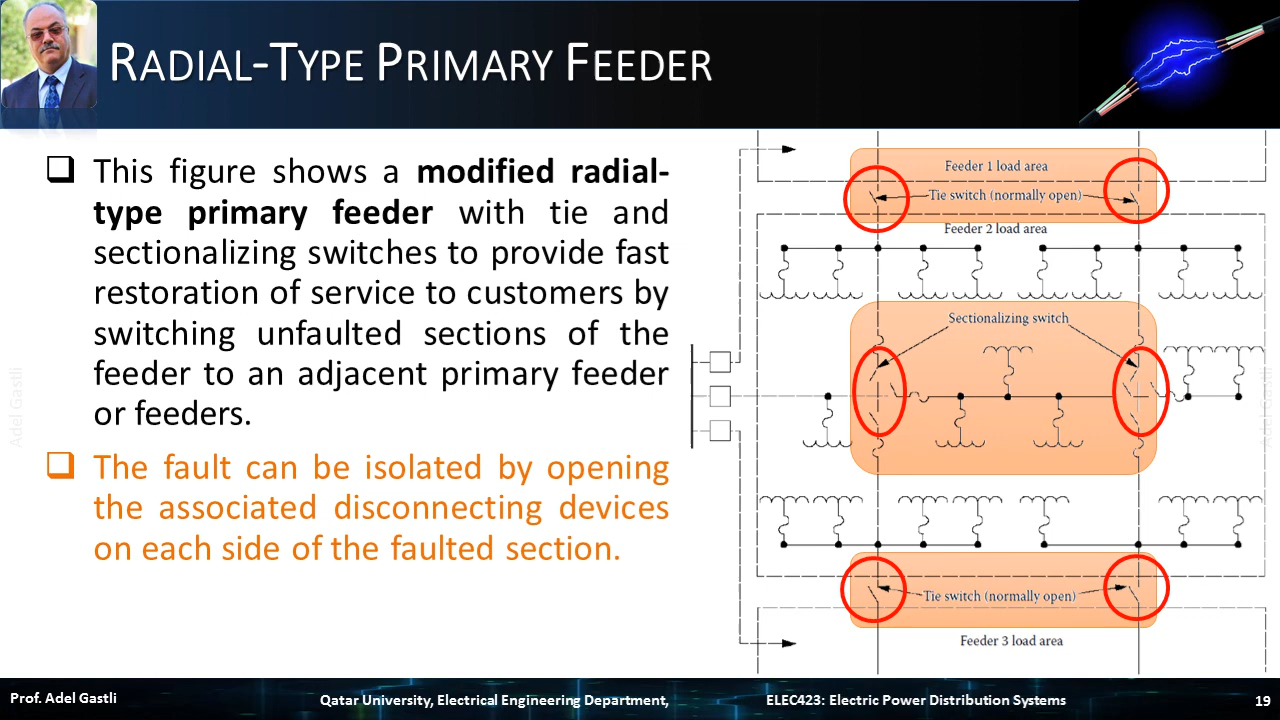 RADIAL-TYPE PRIMARY FEEDER
❑ This figure shows a modified radial-
type primary feeder with tie and
sectionalizing switches to provide fast
restoration of service to customers by
switching unfaulted sections of the
feeder to an adjacent primary feeder
or feeders.
❑ The fault can be isolated by opening
the associated disconnecting devices
on each side of the faulted section.
Feeder 1 load area
Tie switch (normally open)
Feeder 2 load area
Sectionalizing switch
Tie switch (normally open)
Feeder 3 load area
Adel Gastli
Adel Gastli
Prof. Adel Gastli
Qatar University, Electrical Engineering Department,
ELEC423: Electric Power Distribution Systems
19